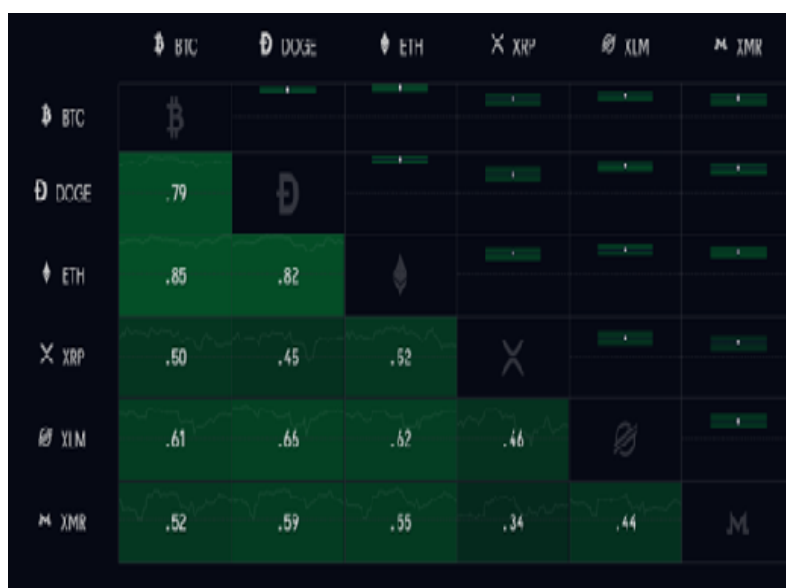 BTC DOGE ETH XRP XLM XMR
BTC
DOGE .79
ETH .85 .82
XRP .50 .45 .52
XLM .61 .66 .62 .46
XMR .52 .59 .55 .34 .44